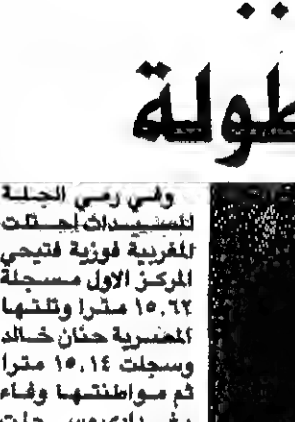 طولة
وفي رمي الجلة
للسيدات إحتلت
المغربية فوزية فتيحي
المركز الاول مسجلة
١٥,٦٢ مترا وتلتها
المصرية حنان خالد
وسجلت ١٥,١٤ مترا
ثم مواطنتها وفاء